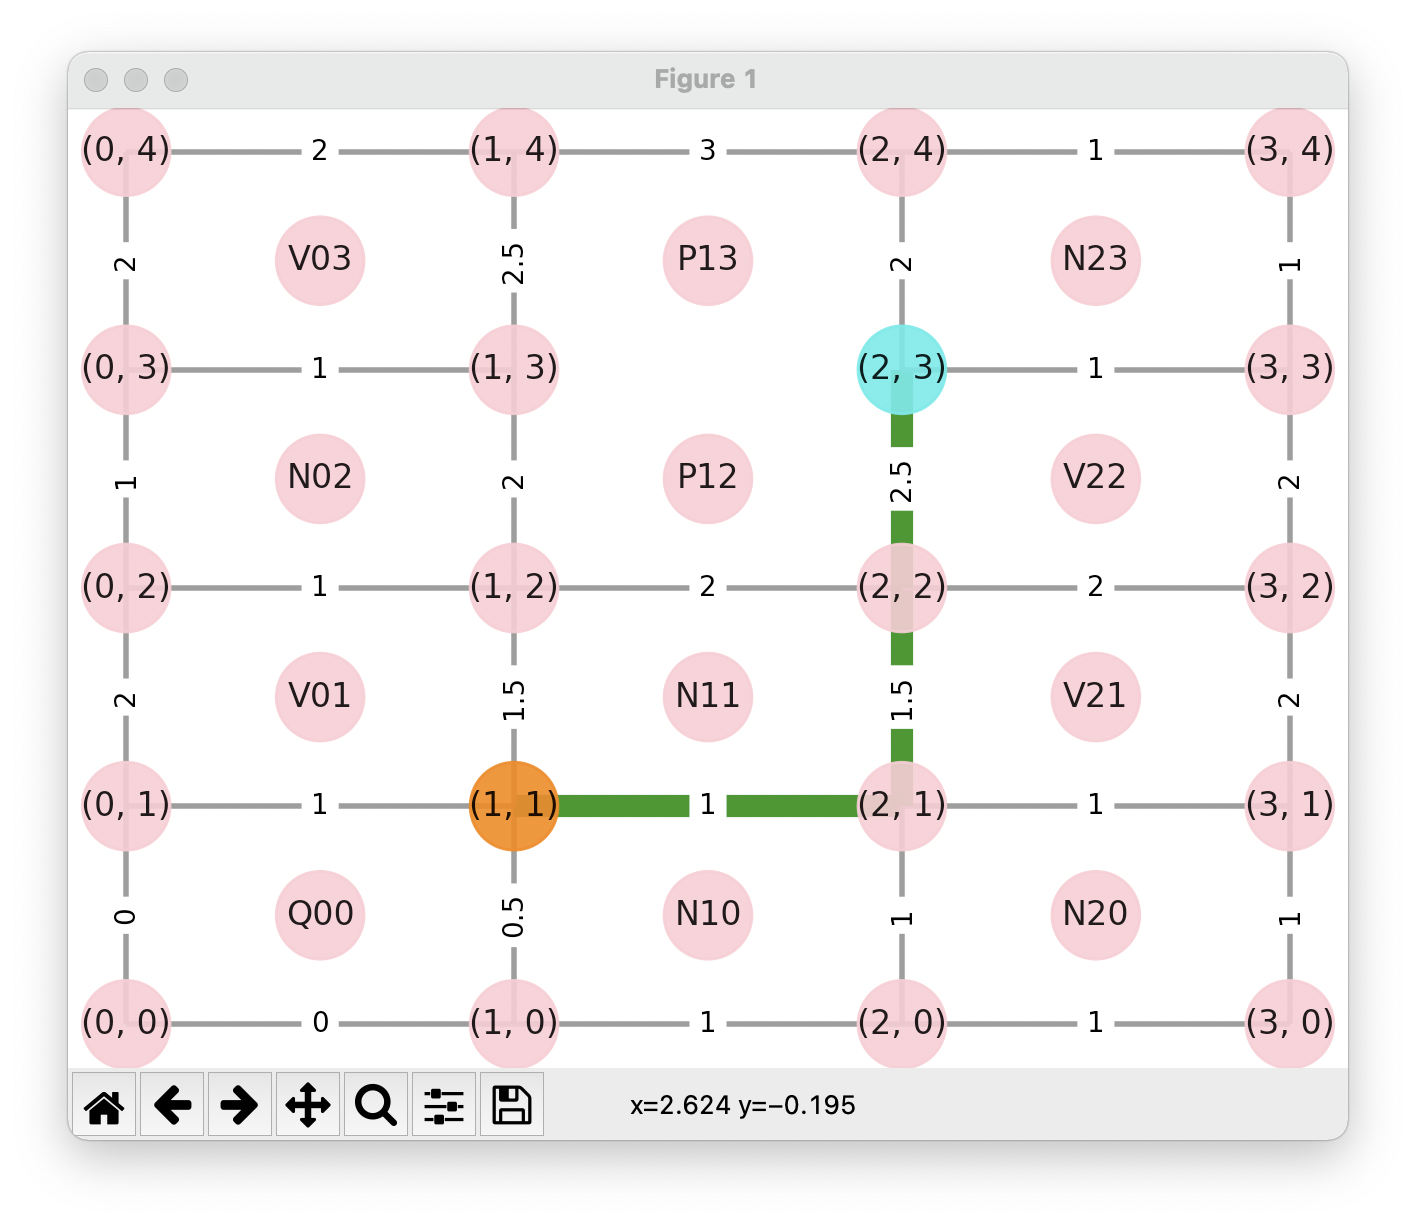 Figure 1
(0, 4) 2 (1, 4) 3 (2, 4) 1 (3, 4)
V03 P13 N23
2 2.5 2 1
(0, 3) 1 (1, 3) (2, 3) 1 (3, 3)
N02 P12 V22
1 2 2.5 2
(0, 2) 1 (1, 2) 2 (2, 2) 2 (3, 2)
V01 N11 V21
2 1.5 1.5 2
(0, 1) 1 (1, 1) 1 (2, 1) 1 (3, 1)
Q00 N10 N20
0 0.5 1 1
(0, 0) 0 (1, 0) 1 (2, 0) 1 (3, 0)
x=2.624 y=−0.195